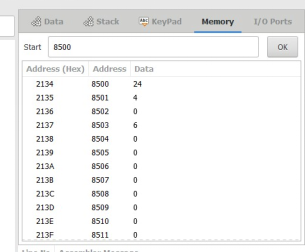 Data Stack KeyPad Memory I/O Ports
Start 8500 OK
Address (Hex) Address Data
2134 8500 24
2135 8501 4
2136 8502 0
2137 8503 6
2138 8504 0
2139 8505 0
213A 8506 0
213B 8507 0
213C 8508 0
213D 8509 0
213E 8510 0
213F 8511 0